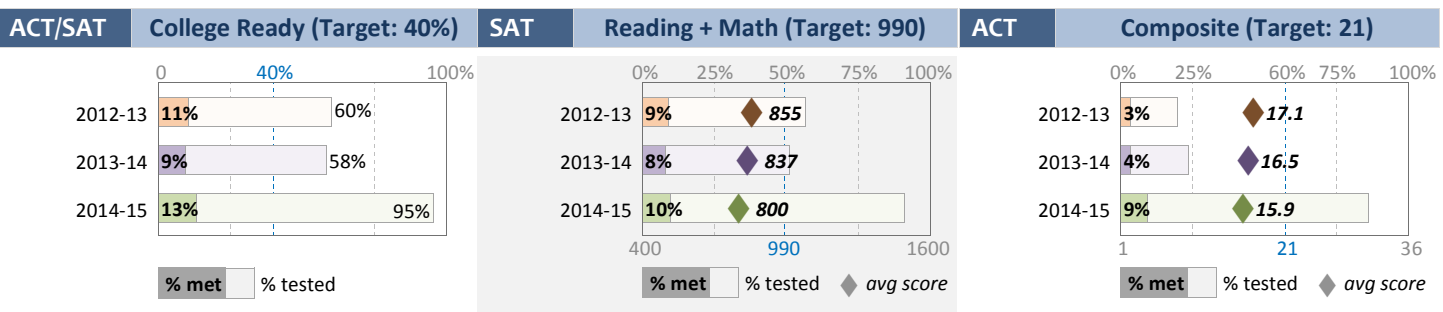 ACT/SAT College Ready (Target: 40%) SAT Reading + Math (Target: 990) ACT Composite (Target: 21)
0 40% 100% 0% 25% 50% 75% 100% 0% 25% 60% 75% 100%
2012-13 11% 60% 2012-13 9% 855 2012-13 3% 17.1
2013-14 9% 58% 2013-14 8% 837 2013-14 4% 16.5
2014-15 13% 95% 2014-15 10% 800 2014-15 9% 15.9
400 990 1600 1 21 36
% met % tested % met % tested avg score % met % tested avg score